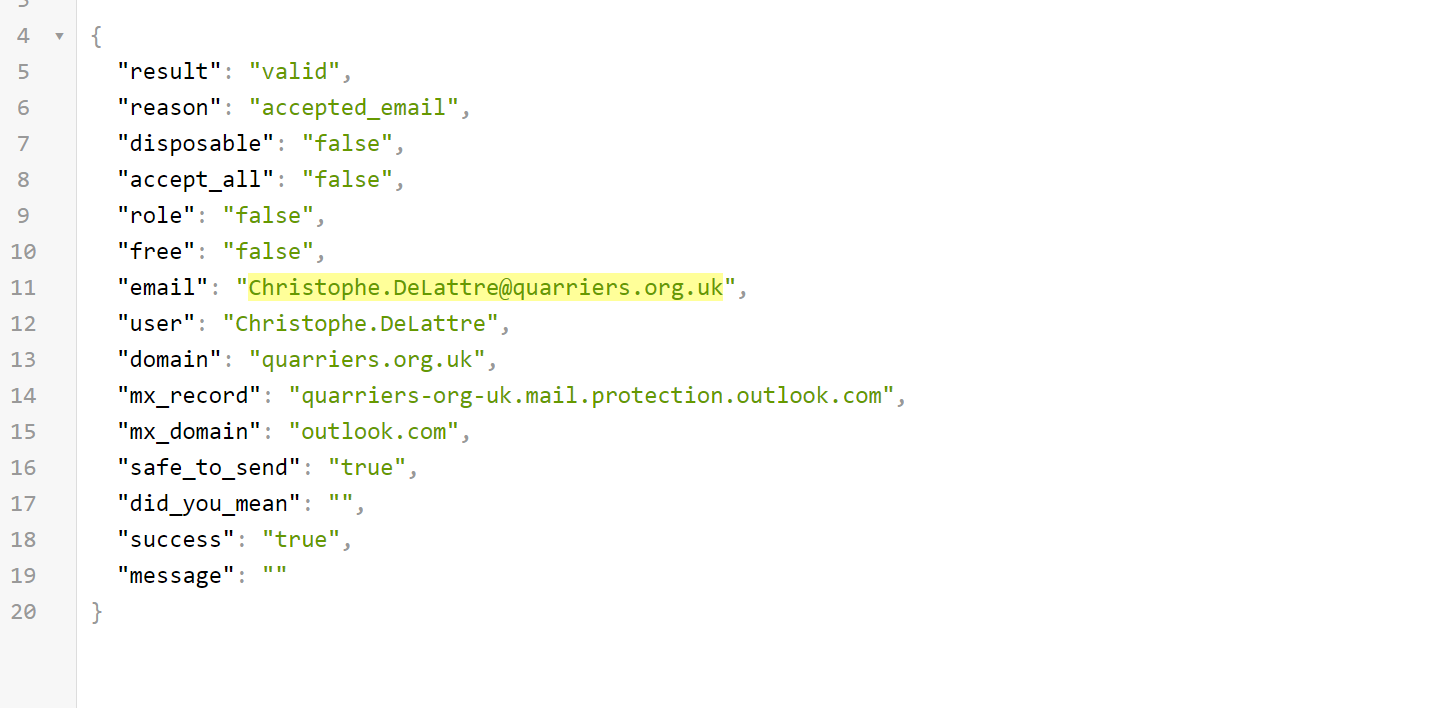 4 {
5 "result": "valid",
6 "reason": "accepted_email",
7 "disposable": "false",
8 "accept_all": "false",
9 "role": "false",
10 "free": "false",
11 "email": "Christophe.DeLattre@quarriers.org.uk",
12 "user": "Christophe.DeLattre",
13 "domain": "quarriers.org.uk",
14 "mx_record": "quarriers-org-uk.mail.protection.outlook.com",
15 "mx_domain": "outlook.com",
16 "safe_to_send": "true",
17 "did_you_mean": "",
18 "success": "true",
19 "message": ""
20 }